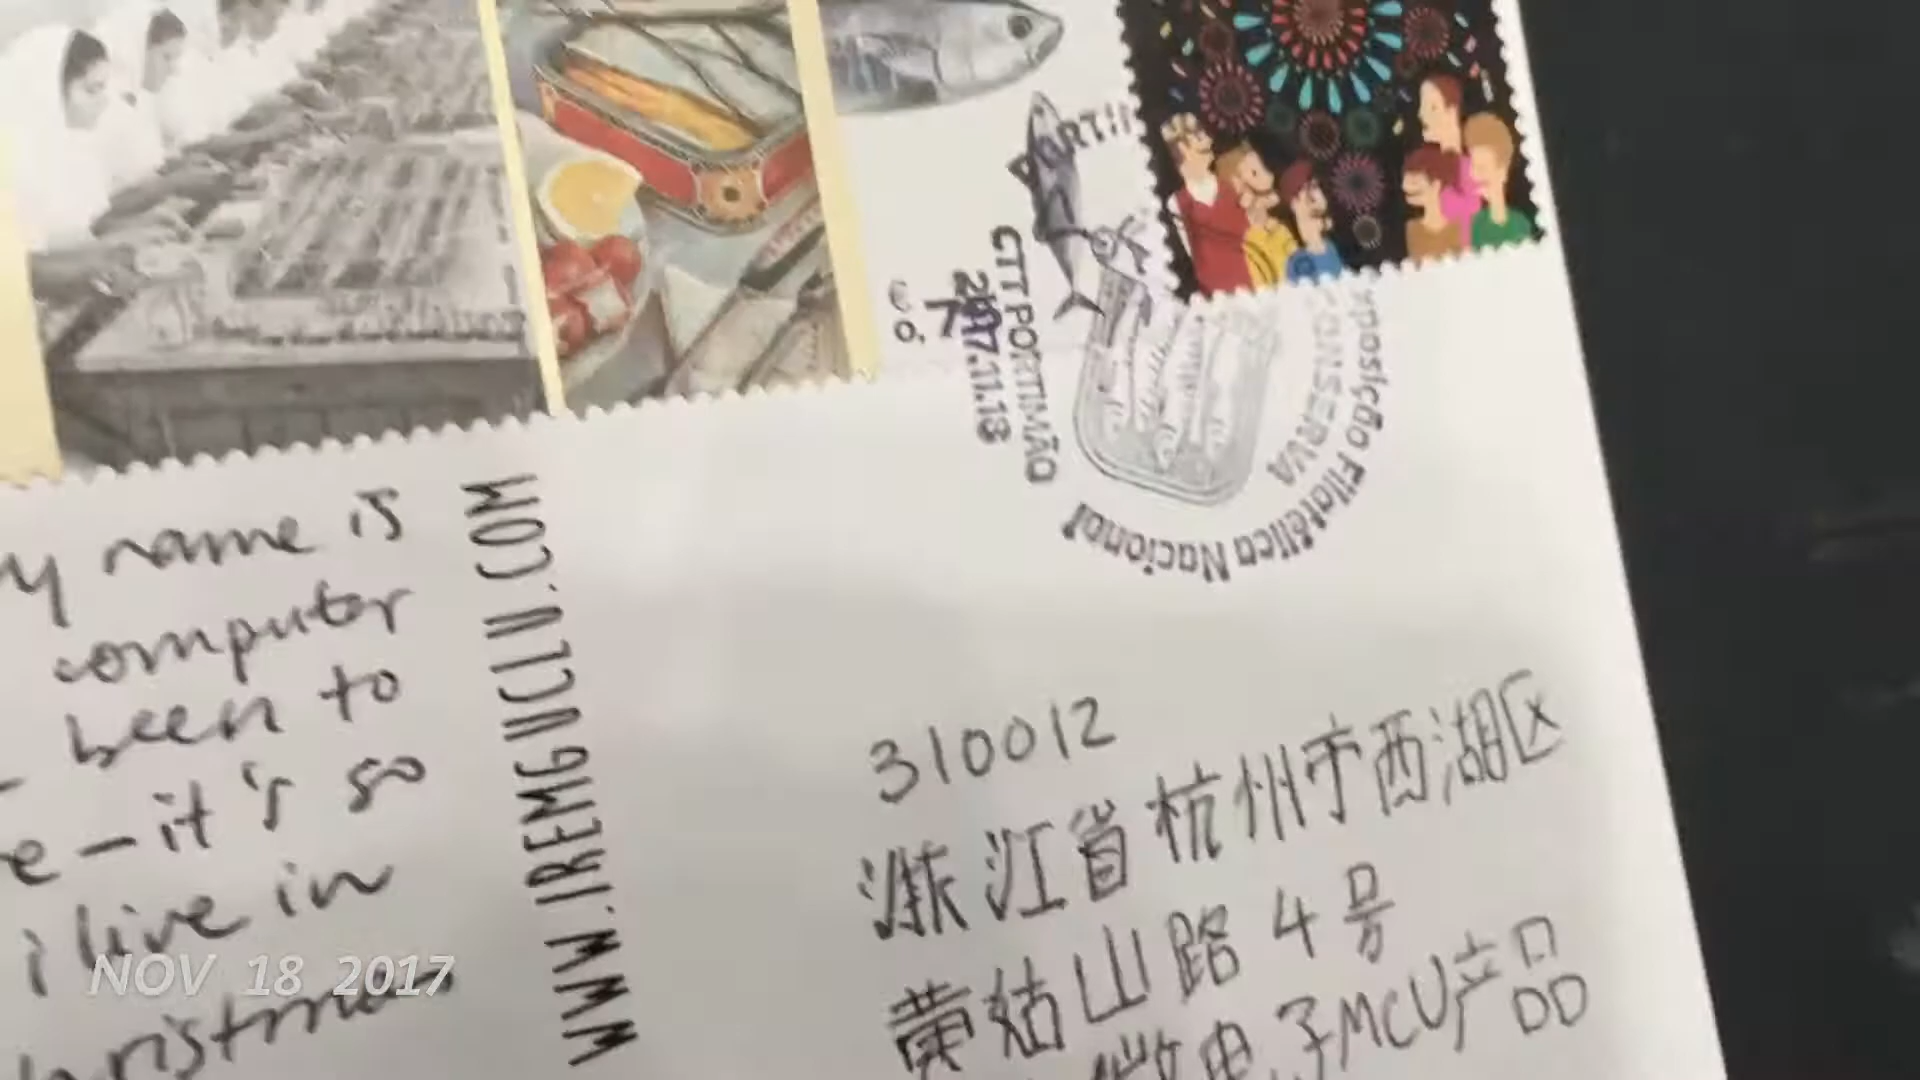 CTT PORTIMÃO
2017.11.18
Filatélica Nacional
CONSERVA
y name is
computer
been to
e - it's so
i live in
WWW.IREMGUCLU.COM
310012
浙江省杭州市西湖区
黄姑山路4号
微电子MCU产品
NOV 18 2017